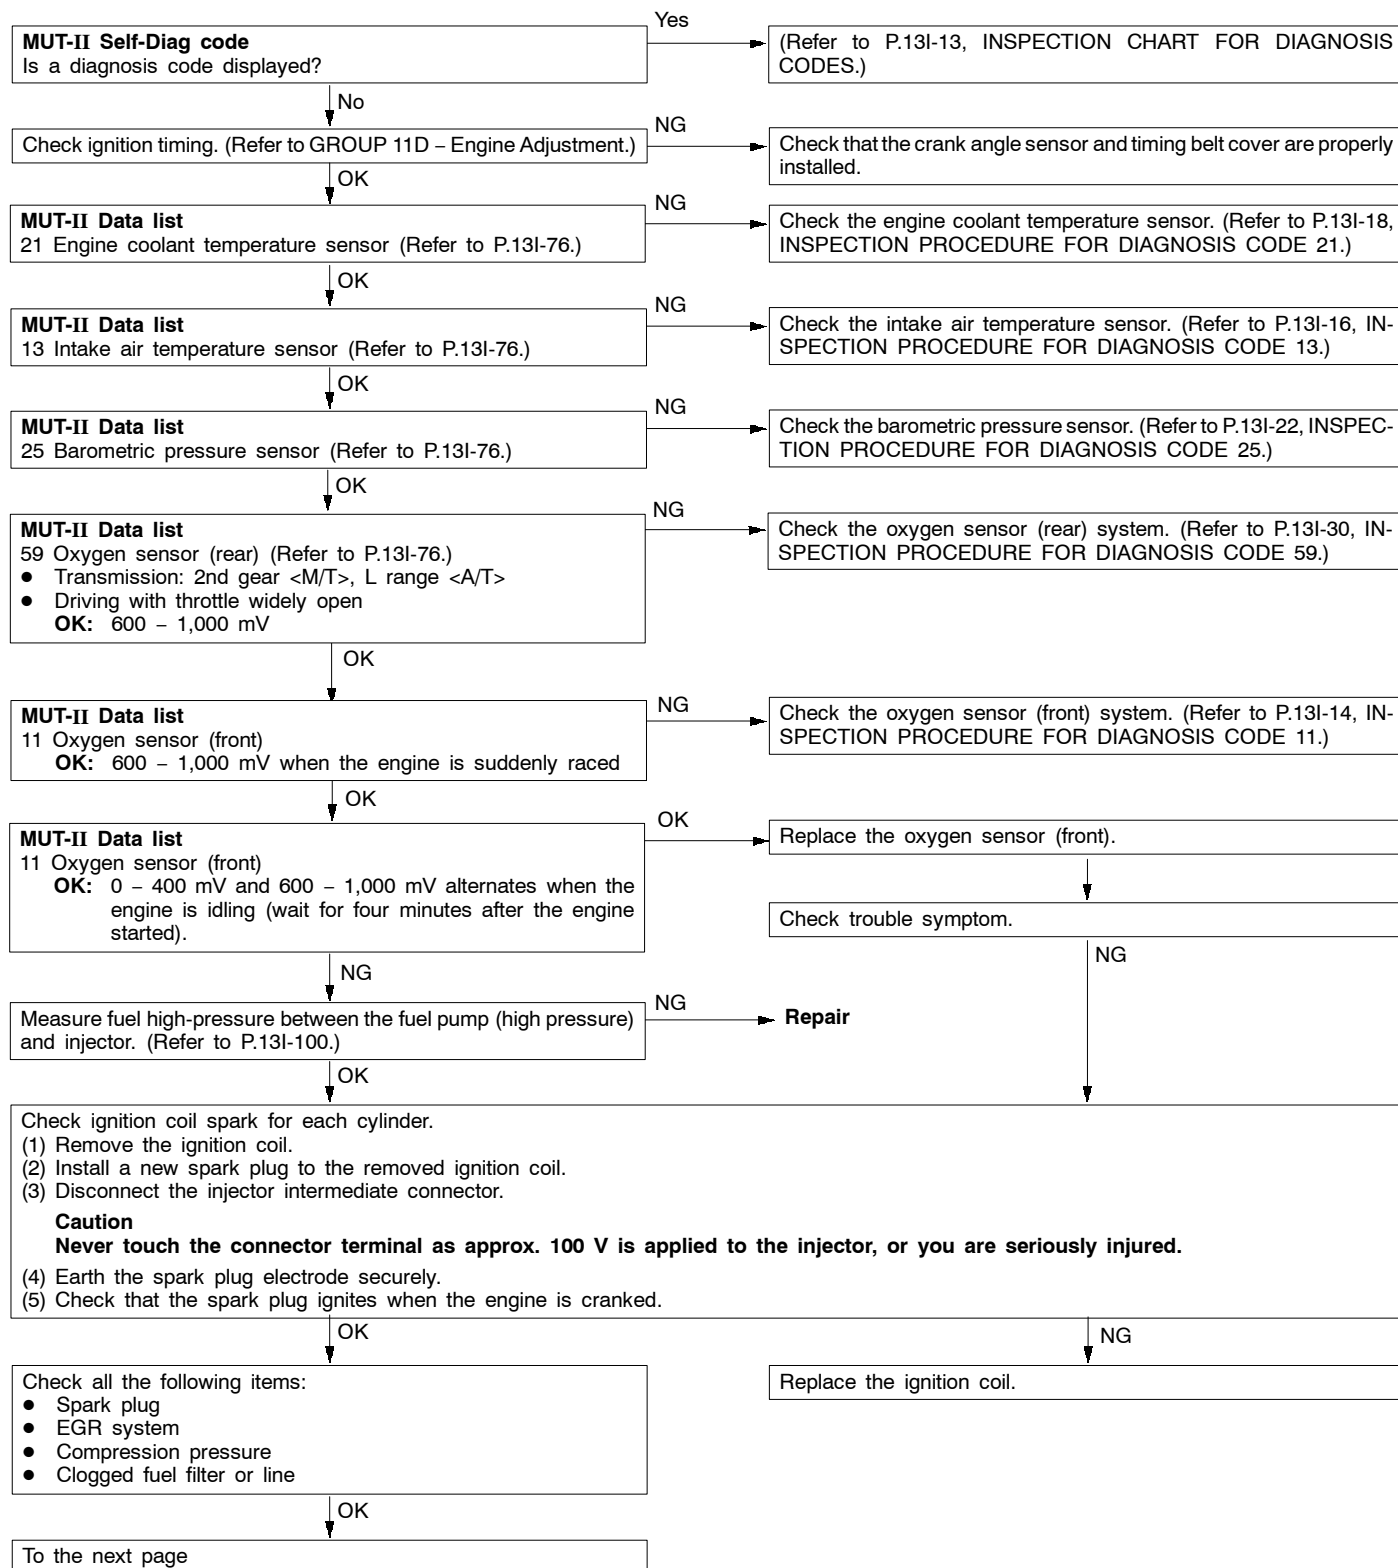 Yes
MUT-II Self-Diag code
Is a diagnosis code displayed?
(Refer to P.13I-13, INSPECTION CHART FOR DIAGNOSIS
CODES.)
No
Check ignition timing. (Refer to GROUP 11D – Engine Adjustment.)
NG
Check that the crank angle sensor and timing belt cover are properly
installed.
OK
MUT-II Data list
21 Engine coolant temperature sensor (Refer to P.13I-76.)
NG
Check the engine coolant temperature sensor. (Refer to P.13I-18,
INSPECTION PROCEDURE FOR DIAGNOSIS CODE 21.)
OK
MUT-II Data list
13 Intake air temperature sensor (Refer to P.13I-76.)
NG
Check the intake air temperature sensor. (Refer to P.13I-16, IN-
SPECTION PROCEDURE FOR DIAGNOSIS CODE 13.)
OK
MUT-II Data list
25 Barometric pressure sensor (Refer to P.13I-76.)
NG
Check the barometric pressure sensor. (Refer to P.13I-22, INSPEC-
TION PROCEDURE FOR DIAGNOSIS CODE 25.)
OK
MUT-II Data list
59 Oxygen sensor (rear) (Refer to P.13I-76.)
● Transmission: 2nd gear <M/T>, L range <A/T>
● Driving with throttle widely open
OK: 600 – 1,000 mV
NG
Check the oxygen sensor (rear) system. (Refer to P.13I-30, IN-
SPECTION PROCEDURE FOR DIAGNOSIS CODE 59.)
OK
MUT-II Data list
11 Oxygen sensor (front)
OK: 600 – 1,000 mV when the engine is suddenly raced
NG
Check the oxygen sensor (front) system. (Refer to P.13I-14, IN-
SPECTION PROCEDURE FOR DIAGNOSIS CODE 11.)
OK
MUT-II Data list
11 Oxygen sensor (front)
OK: 0 – 400 mV and 600 – 1,000 mV alternates when the
engine is idling (wait for four minutes after the engine
started).
OK
Replace the oxygen sensor (front).
Check trouble symptom.
NG
NG
Measure fuel high-pressure between the fuel pump (high pressure)
and injector. (Refer to P.13I-100.)
NG
Repair
OK
Check ignition coil spark for each cylinder.
(1) Remove the ignition coil.
(2) Install a new spark plug to the removed ignition coil.
(3) Disconnect the injector intermediate connector.
Caution
Never touch the connector terminal as approx. 100 V is applied to the injector, or you are seriously injured.
(4) Earth the spark plug electrode securely.
(5) Check that the spark plug ignites when the engine is cranked.
OK
NG
Check all the following items:
● Spark plug
● EGR system
● Compression pressure
● Clogged fuel filter or line
Replace the ignition coil.
OK
To the next page